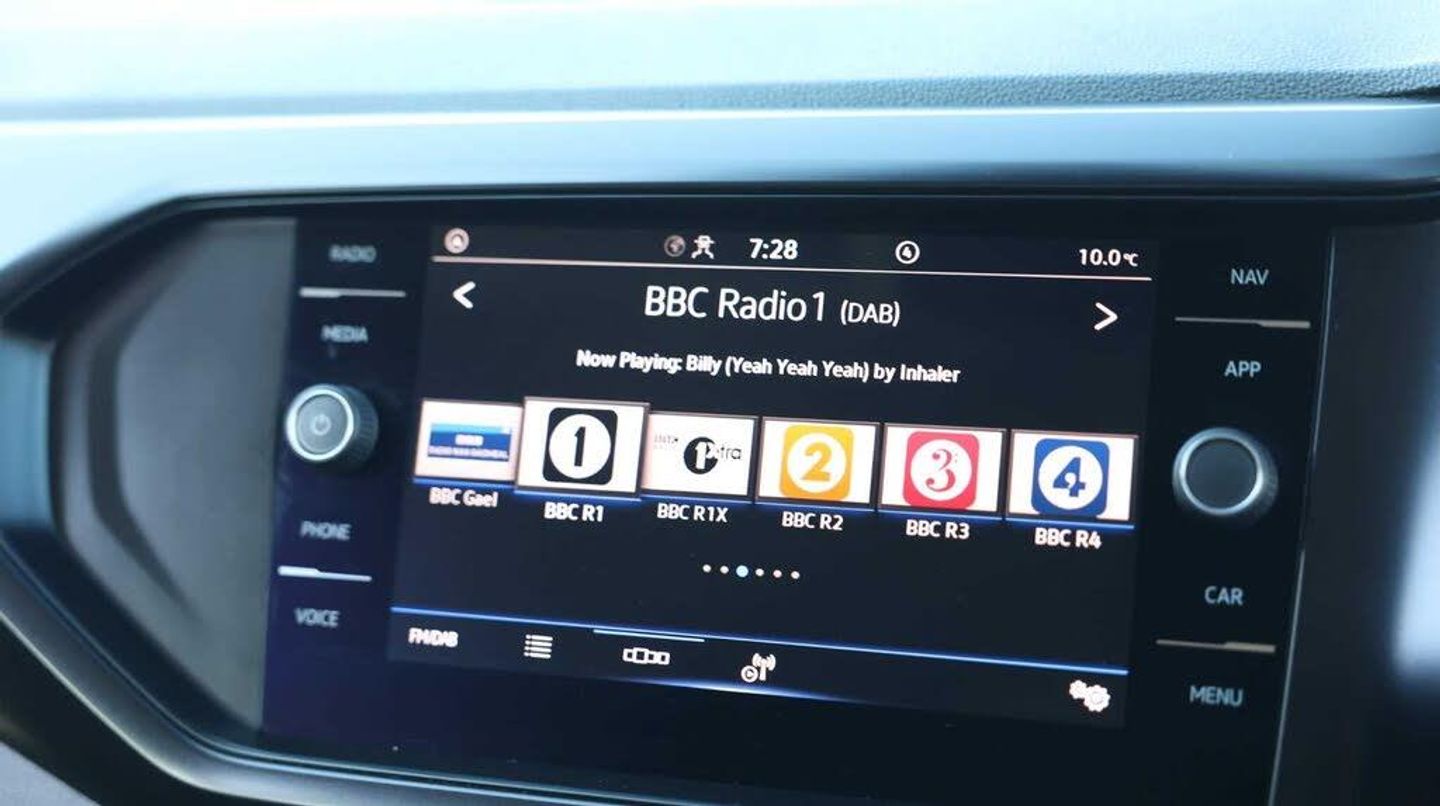 RADIO
MEDIA
PHONE
VOICE
7:28
4
10.0°C
BBC Radio 1 (DAB)
Now Playing: Billy (Yeah Yeah Yeah) by Inhaler
1
1Xtra
2
3
4
BBC Gael
BBC R1
BBC R1X
BBC R2
BBC R3
BBC R4
FM/DAB
NAV
APP
CAR
MENU